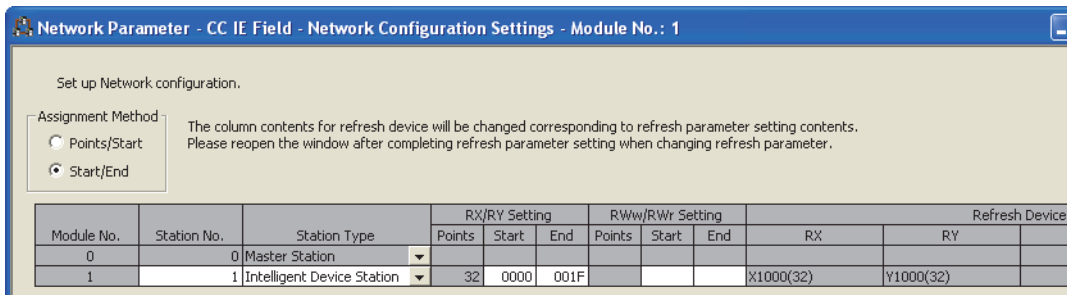 Network Parameter - CC IE Field - Network Configuration Settings - Module No.: 1
Set up Network configuration.
Assignment Method
Points/Start
Start/End
The column contents for refresh device will be changed corresponding to refresh parameter setting contents.
Please reopen the window after completing refresh parameter setting when changing refresh parameter.
RX/RY Setting RWw/RWr Setting Refresh Device
Module No. Station No. Station Type Points Start End Points Start End RX RY
0 0 Master Station
1 1 Intelligent Device Station 32 0000 001F X1000(32) Y1000(32)